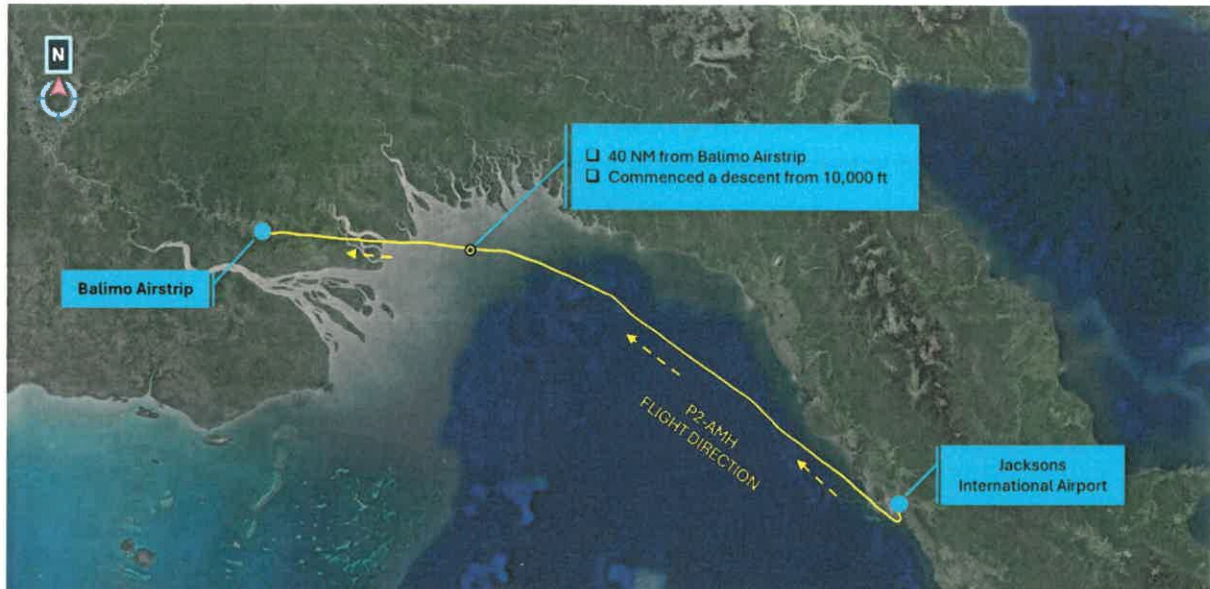 N
❑ 40 NM from Balimo Airstrip
❑ Commenced a descent from 10,000 ft
Balimo Airstrip
P2-AMH
FLIGHT DIRECTION
Jacksons
International Airport